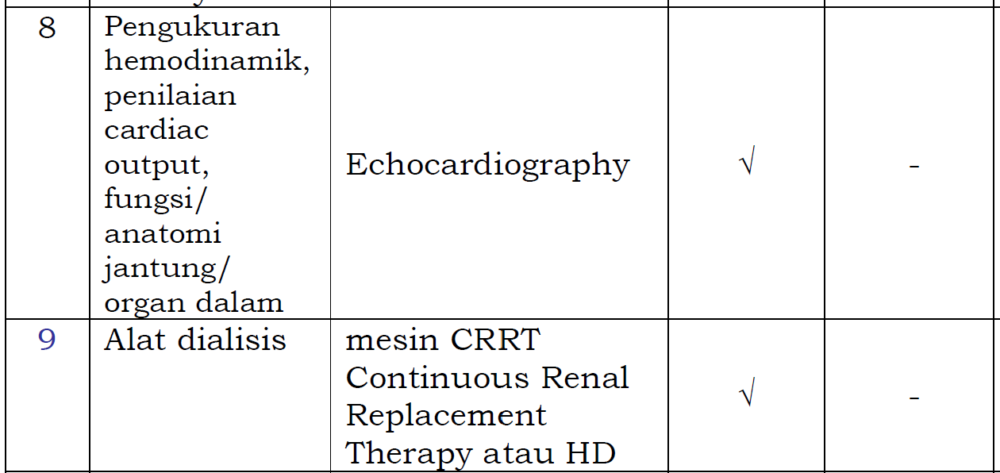 8
Pengukuran
hemodinamik,
penilaian
cardiac
output,
fungsi/
anatomi
jantung/
organ dalam
Echocardiography
√
-
9
Alat dialisis
mesin CRRT
Continuous Renal
Replacement
Therapy atau HD
√
-